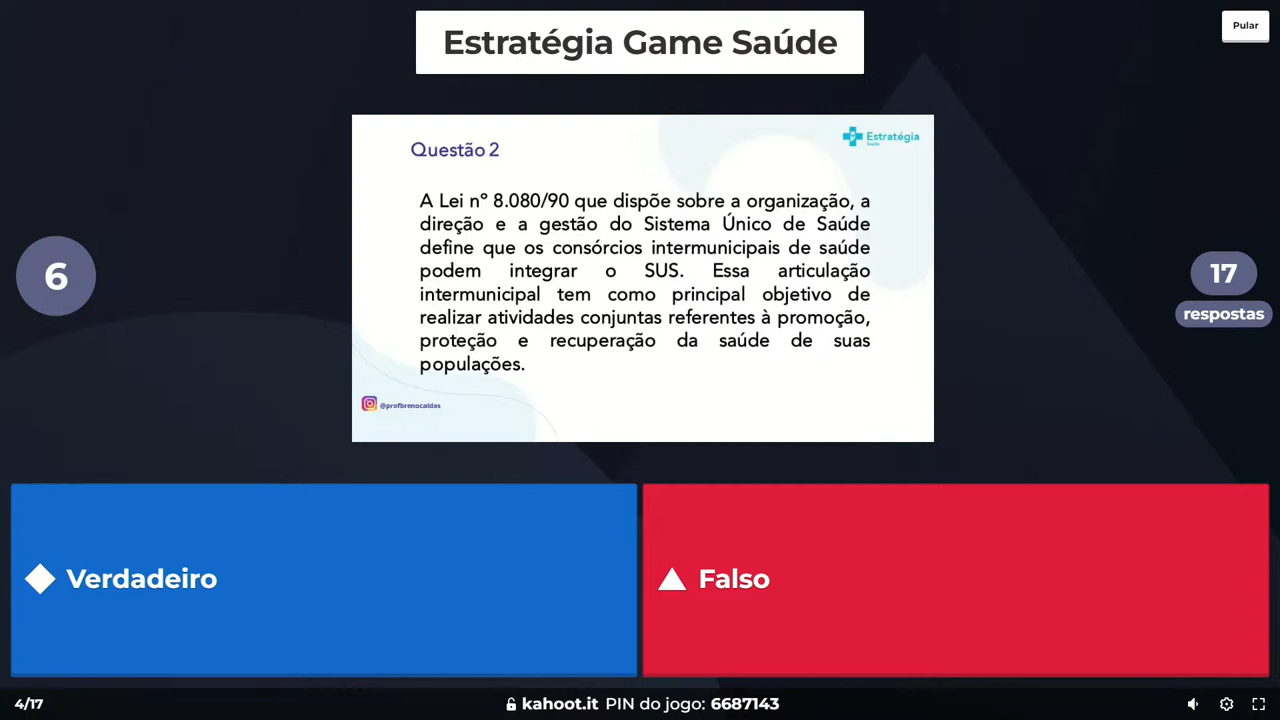 Estratégia Game Saúde
Pular
Estratégia
Saúde
Questão 2
A Lei nº 8.080/90 que dispõe sobre a organização, a
direção e a gestão do Sistema Único de Saúde
define que os consórcios intermunicipais de saúde
podem integrar o SUS. Essa articulação
intermunicipal tem como principal objetivo de
realizar atividades conjuntas referentes à promoção,
proteção e recuperação da saúde de suas
populações.
@profbrenocaldas
6
17
respostas
Verdadeiro
Falso
4/17
kahoot.it PIN do jogo: 6687143